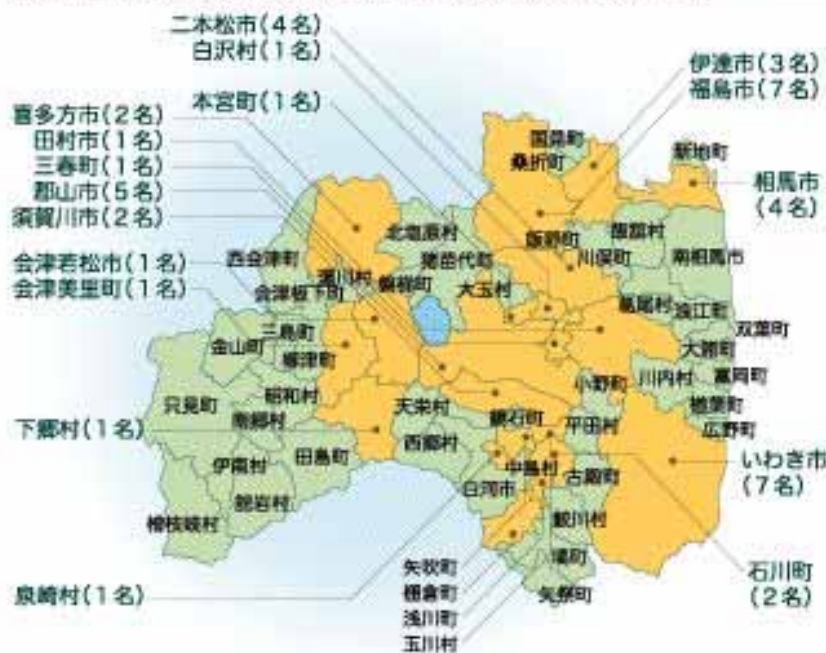 二本松市(4名)
白沢村(1名)
伊達市(3名)
福島市(7名)
本宮町(1名)
喜多方市(2名)
田村市(1名)
三春町(1名)
郡山市(5名)
須賀川市(2名)
会津若松市(1名)
会津美里町(1名)
相馬市
(4名)
国見町
桑折町
新地町
北塩原村
飯野町
飯舘村
川俣町
南相馬市
西会津町
猪苗代町
湯川村
磐梯町
大玉村
会津坂下町
葛尾村
浪江町
双葉町
三島町
金山町
柳津町
大熊町
川内村
富岡町
小野町
昭和村
只見町
楢葉町
天栄村
南郷村
鏡石町
平田村
広野町
下郷村(1名)
西郷村
田島町
伊南村
中島村
古殿町
いわき市
(7名)
白河市
舘岩村
檜枝岐村
鮫川村
塙町
矢祭町
矢吹町
棚倉町
浅川町
玉川村
泉崎村(1名)
石川町
(2名)